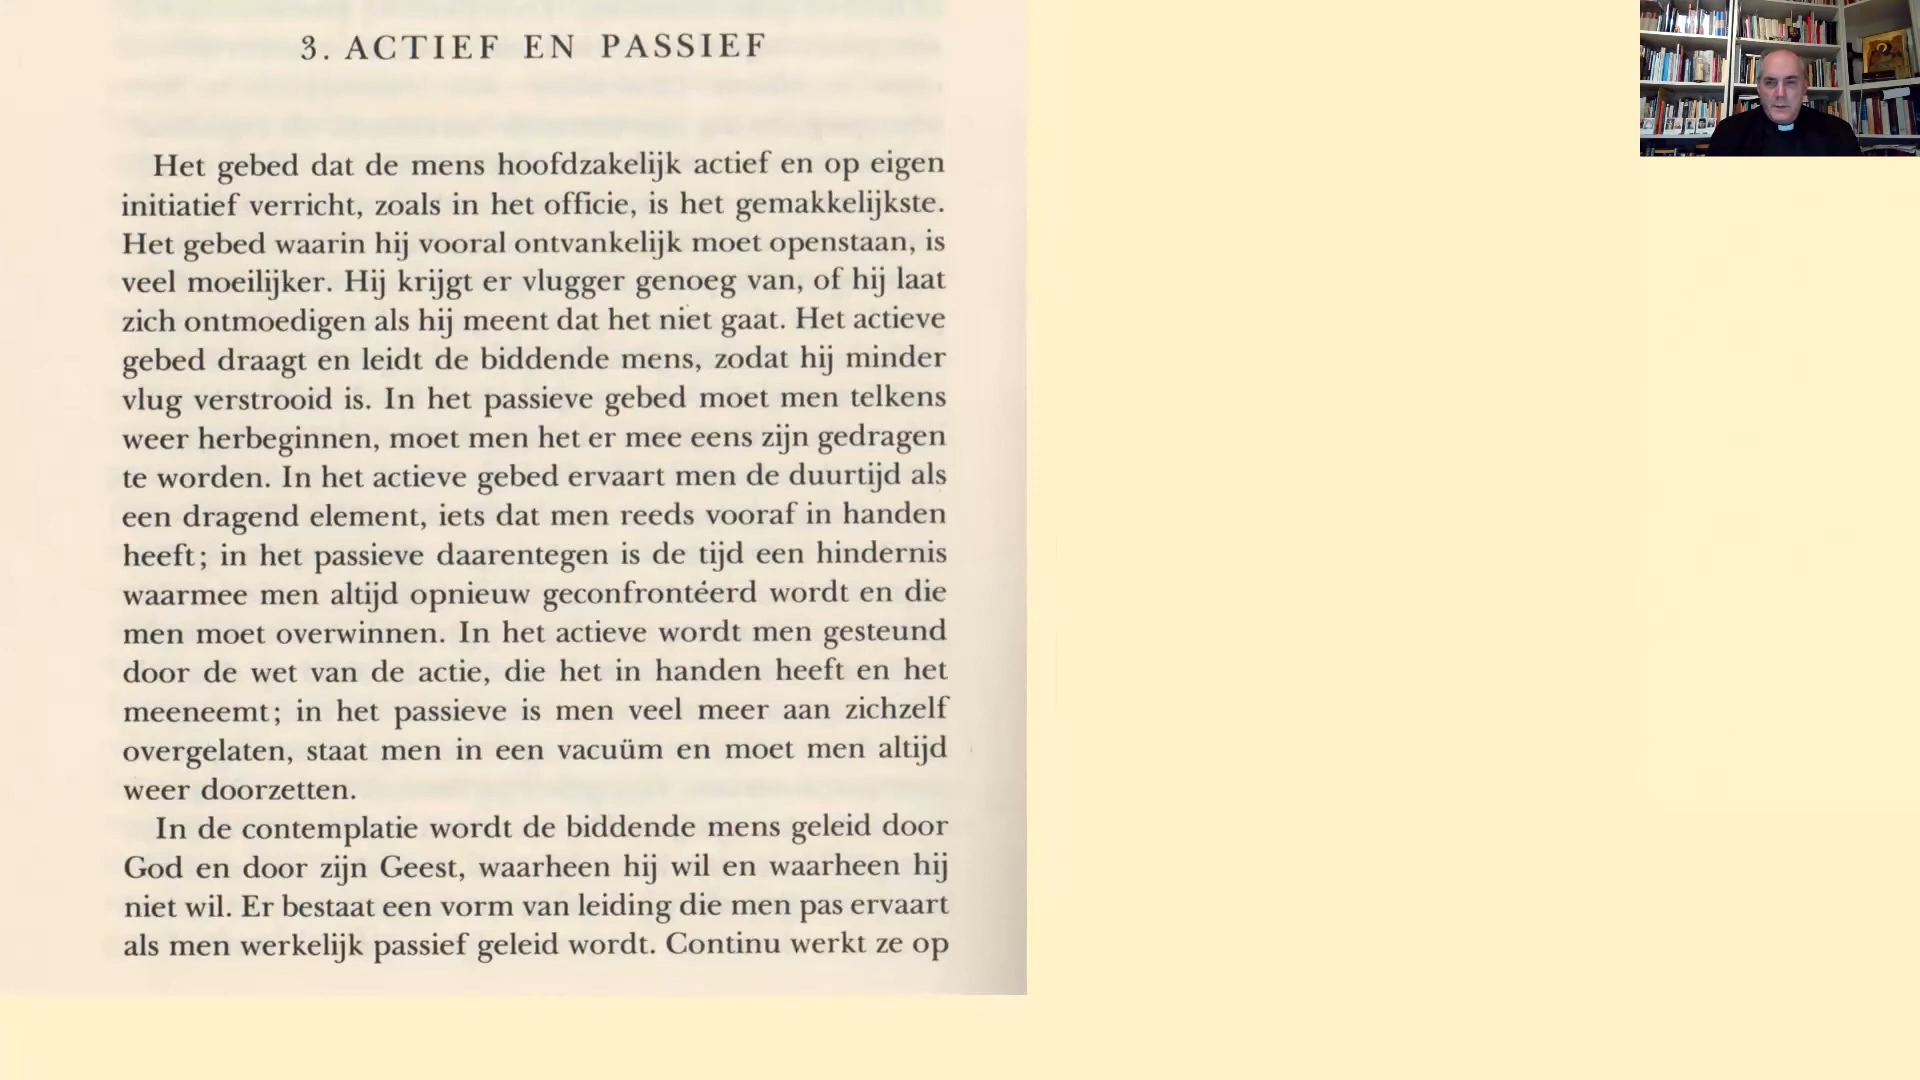 3. ACTIEF EN PASSIEF
Het gebed dat de mens hoofdzakelijk actief en op eigen
initiatief verricht, zoals in het officie, is het gemakkelijkste.
Het gebed waarin hij vooral ontvankelijk moet openstaan, is
veel moeilijker. Hij krijgt er vlugger genoeg van, of hij laat
zich ontmoedigen als hij meent dat het niet gaat. Het actieve
gebed draagt en leidt de biddende mens, zodat hij minder
vlug verstrooid is. In het passieve gebed moet men telkens
weer herbeginnen, moet men het er mee eens zijn gedragen
te worden. In het actieve gebed ervaart men de duurtijd als
een dragend element, iets dat men reeds vooraf in handen
heeft; in het passieve daarentegen is de tijd een hindernis
waarmee men altijd opnieuw geconfrontéerd wordt en die
men moet overwinnen. In het actieve wordt men gesteund
door de wet van de actie, die het in handen heeft en het
meeneemt; in het passieve is men veel meer aan zichzelf
overgelaten, staat men in een vacuüm en moet men altijd
weer doorzetten.
In de contemplatie wordt de biddende mens geleid door
God en door zijn Geest, waarheen hij wil en waarheen hij
niet wil. Er bestaat een vorm van leiding die men pas ervaart
als men werkelijk passief geleid wordt. Continu werkt ze op